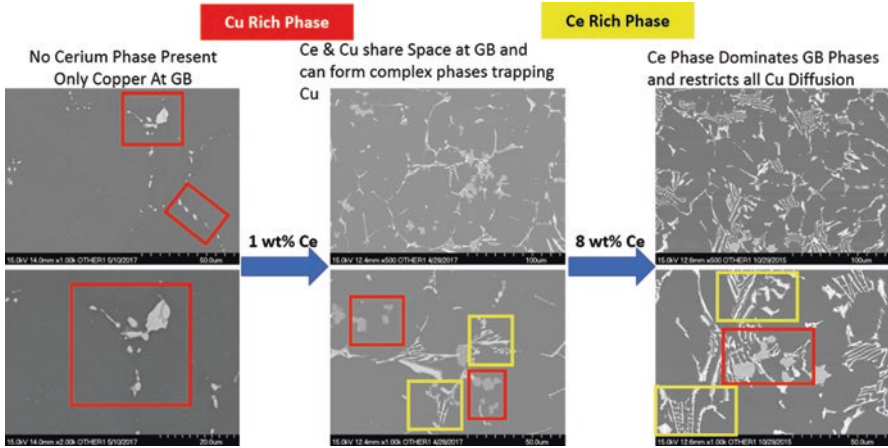 Cu Rich Phase
Ce Rich Phase
No Cerium Phase Present
Only Copper At GB
Ce & Cu share Space at GB and
can form complex phases trapping
Cu
Ce Phase Dominates GB Phases
and restricts all Cu Diffusion
15.0kV 14.0mm x1.00k OTHER1 5/10/2017
50.0um
1 wt% Ce
15.0kV 12.4mm x500 OTHER1 4/28/2017
100um
8 wt% Ce
15.0kV 12.6mm x500 OTHER1 10/29/2015
100um
15.0kV 14.0mm x2.00k OTHER1 5/10/2017
20.0um
15.0kV 12.4mm x1.00k OTHER1 4/28/2017
50.0um
15.0kV 12.6mm x1.00k OTHER1 10/29/2015
50.0um